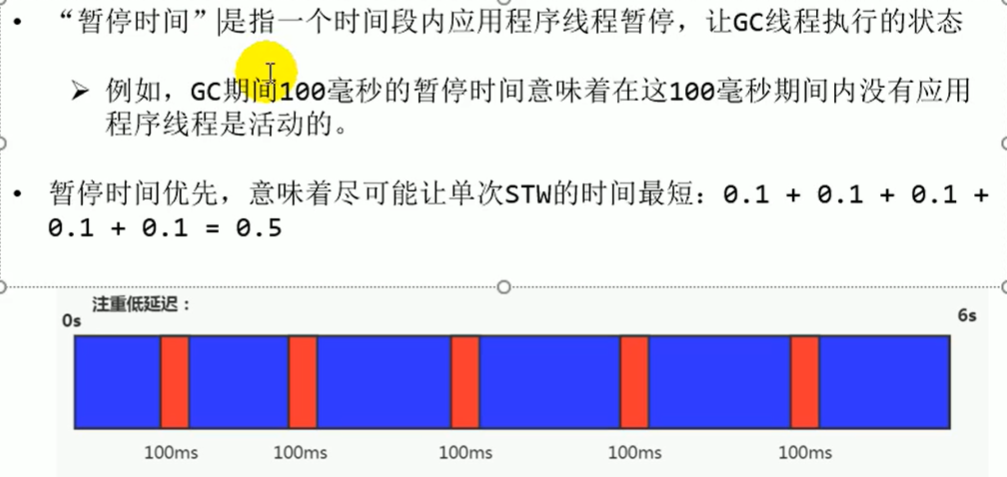 • “暂停时间”是指一个时间段内应用程序线程暂停，让GC线程执行的状态
➢ 例如，GC期间100毫秒的暂停时间意味着在这100毫秒期间内没有应用
程序线程是活动的。
• 暂停时间优先，意味着尽可能让单次STW的时间最短：0.1 + 0.1 + 0.1 +
0.1 + 0.1 = 0.5
注重低延迟：
0s 6s
100ms 100ms 100ms 100ms 100ms